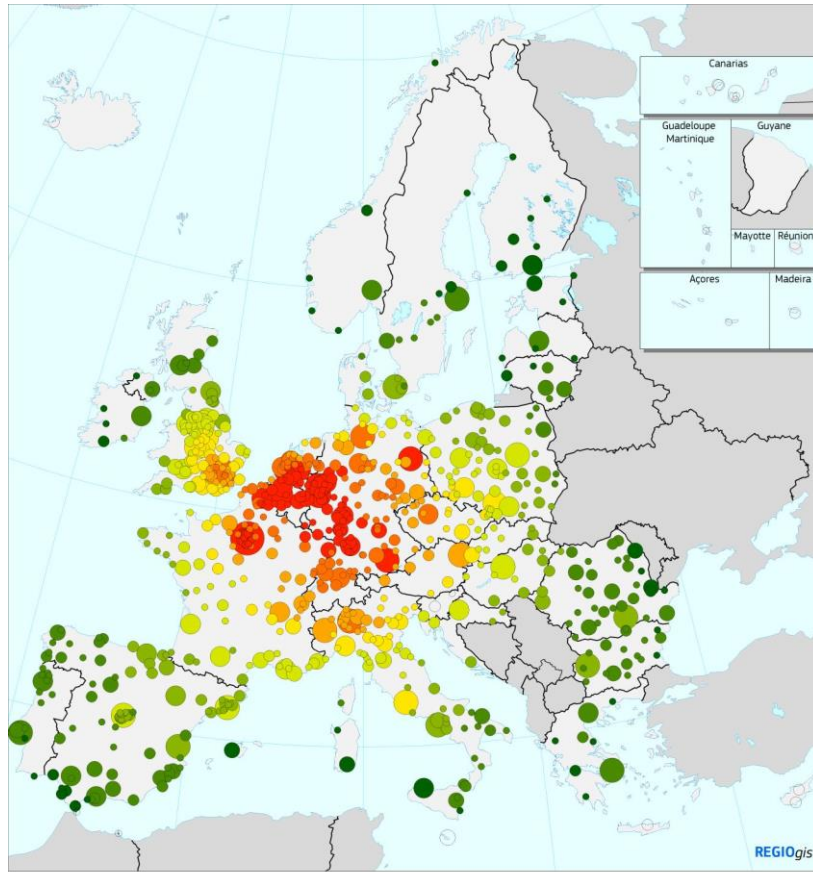 Canarias
Guadeloupe
Martinique
Guyane
Mayotte
Réunion
Açores
Madeira
REGIOgis